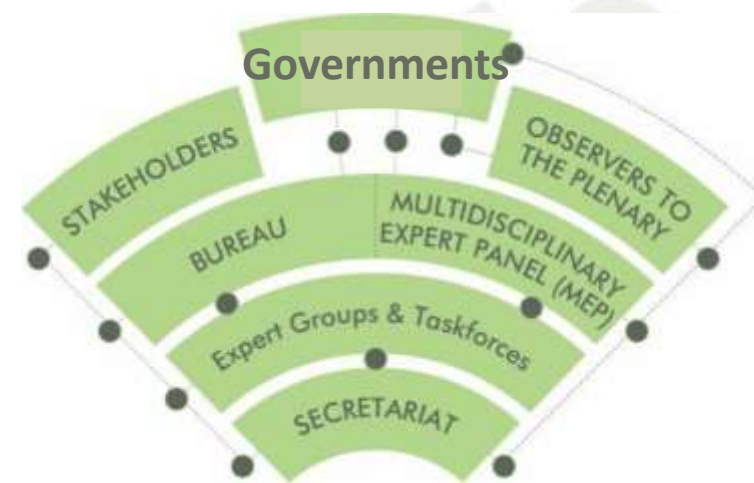 Governments
STAKEHOLDERS
OBSERVERS TO
THE PLENARY
BUREAU
MULTIDISCIPLINARY
EXPERT PANEL (MEP)
Expert Groups & Taskforces
SECRETARIAT